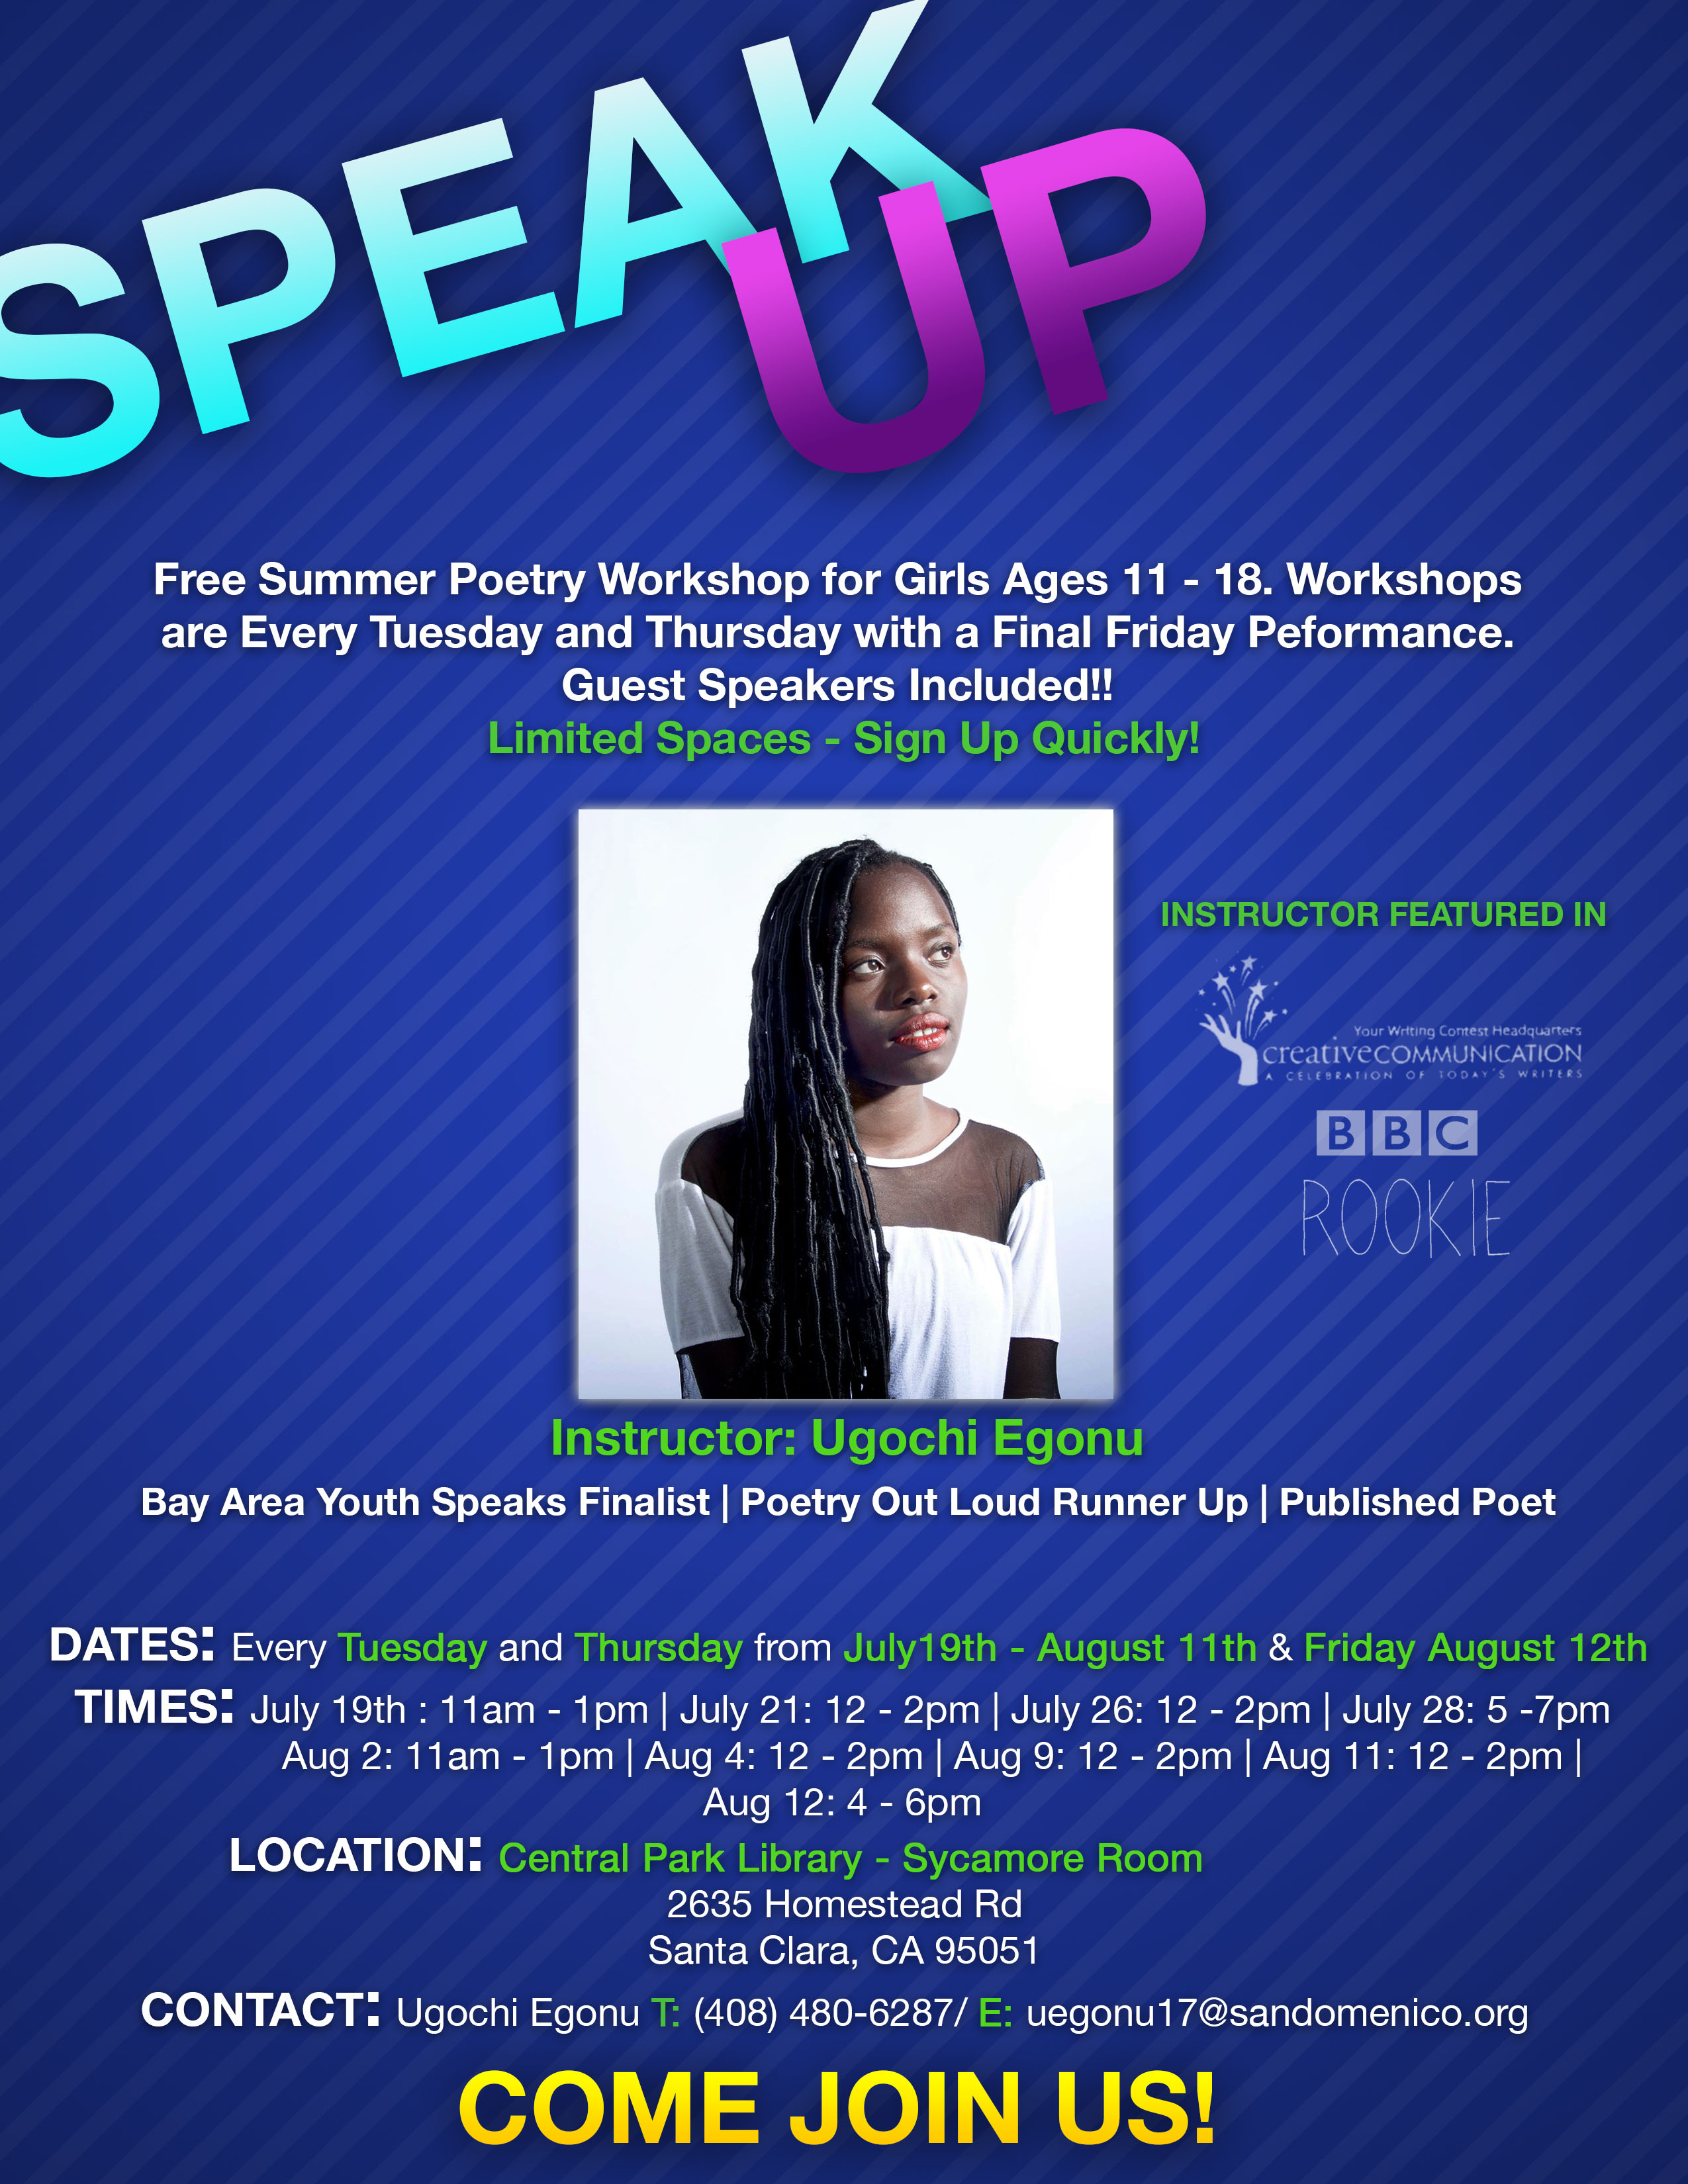 SPEAK
UP
Free Summer Poetry Workshop for Girls Ages 11 - 18. Workshops
are Every Tuesday and Thursday with a Final Friday Peformance.
Guest Speakers Included!!
Limited Spaces - Sign Up Quickly!
INSTRUCTOR FEATURED IN
Your Writing Contest Headquarters
creativeCOMMUNICATION
A CELEBRATION OF TODAY'S WRITERS
BBC
ROOKIE
Instructor: Ugochi Egonu
Bay Area Youth Speaks Finalist | Poetry Out Loud Runner Up | Published Poet
DATES: Every Tuesday and Thursday from July19th - August 11th & Friday August 12th
TIMES: July 19th : 11am - 1pm | July 21: 12 - 2pm | July 26: 12 - 2pm | July 28: 5 -7pm
Aug 2: 11am - 1pm | Aug 4: 12 - 2pm | Aug 9: 12 - 2pm | Aug 11: 12 - 2pm |
Aug 12: 4 - 6pm
LOCATION: Central Park Library - Sycamore Room
2635 Homestead Rd
Santa Clara, CA 95051
CONTACT: Ugochi Egonu T: (408) 480-6287/ E: uegonu17@sandomenico.org
COME JOIN US!